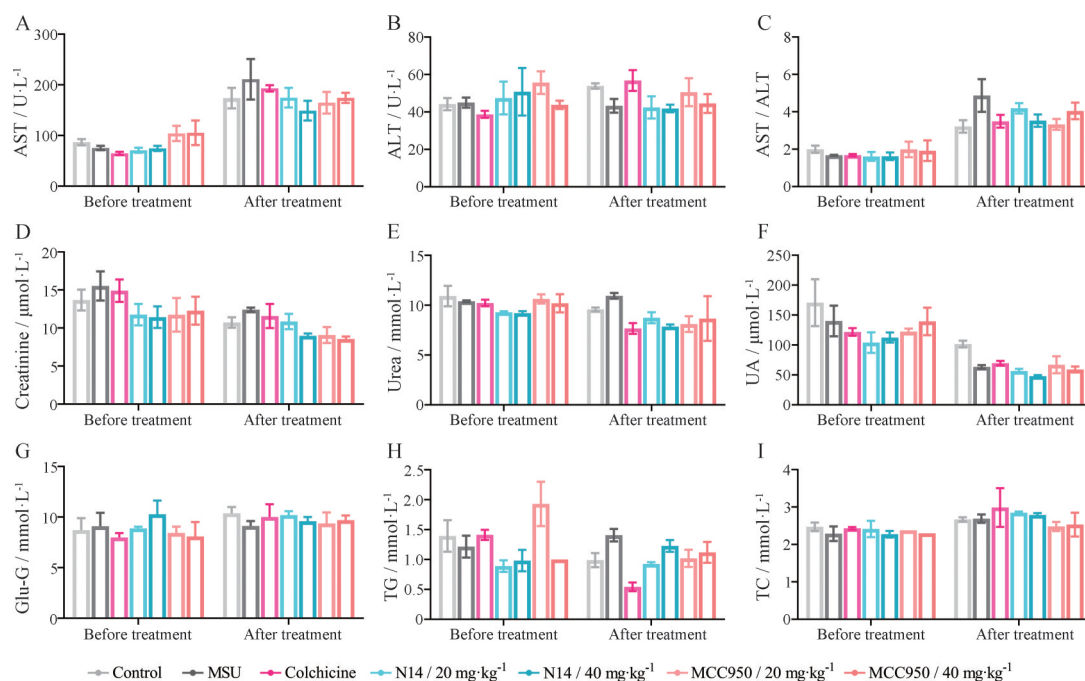 A
AST / U·L⁻¹
300
200
100
0
Before treatment After treatment
B
ALT / U·L⁻¹
80
60
40
20
0
Before treatment After treatment
C
AST / ALT
8
6
4
2
0
Before treatment After treatment
D
Creatinine / μmol·L⁻¹
20
15
10
5
0
Before treatment After treatment
E
Urea / mmol·L⁻¹
15
10
5
0
Before treatment After treatment
F
UA / μmol·L⁻¹
250
200
150
100
50
0
Before treatment After treatment
G
Glu-G / mmol·L⁻¹
15
10
5
0
Before treatment After treatment
H
TG / mmol·L⁻¹
2.5
2.0
1.5
1.0
0.5
0.0
Before treatment After treatment
I
TC / mmol·L⁻¹
4
3
2
1
0
Before treatment After treatment
Control MSU Colchicine N14 / 20 mg·kg⁻¹ N14 / 40 mg·kg⁻¹ MCC950 / 20 mg·kg⁻¹ MCC950 / 40 mg·kg⁻¹